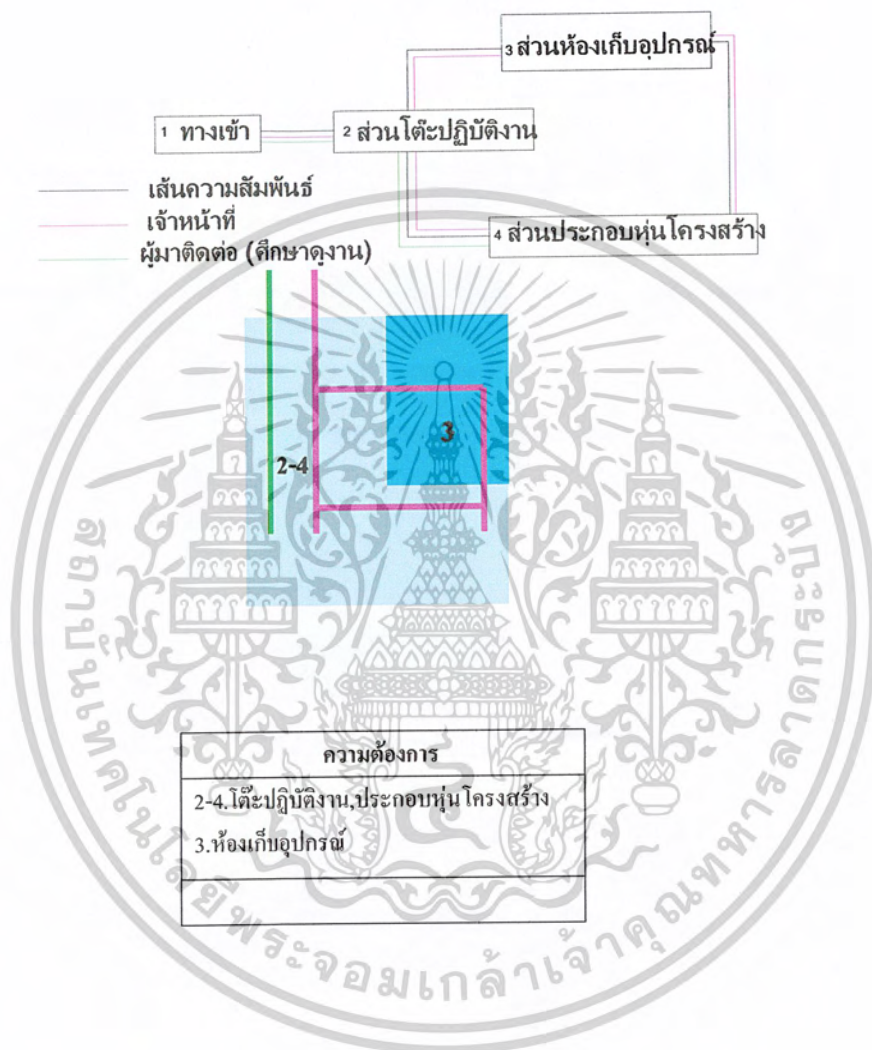 3 ส่วนห้องเก็บอุปกรณ์
1 ทางเข้า
2 ส่วนโต๊ะปฏิบัติงาน
เส้นความสัมพันธ์
เจ้าหน้าที่
4 ส่วนประกอบหุ่นโครงสร้าง
ผู้มาติดต่อ (ศึกษาดูงาน)
3
2-4
ความต้องการ
2-4.โต๊ะปฏิบัติงาน,ประกอบหุ่นโครงสร้าง
3.ห้องเก็บอุปกรณ์
สถาบันเทคโนโลยีพระจอมเกล้าเจ้าคุณทหารลาดกระบัง